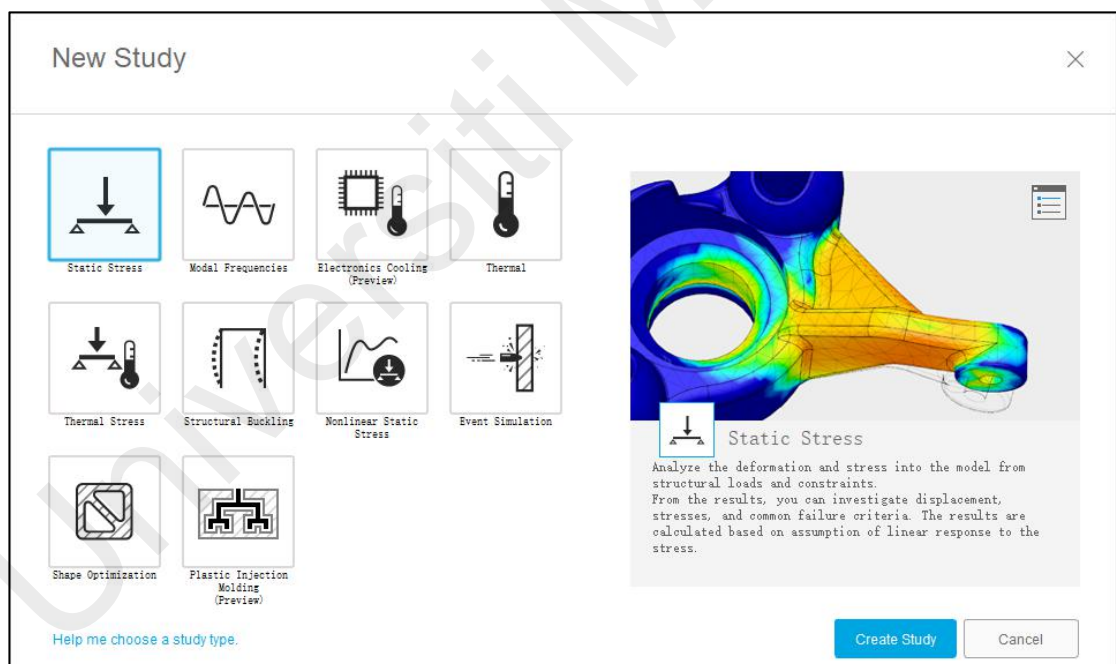 New Study
Static Stress
Modal Frequencies
Electronics Cooling
(Preview)
Thermal
Thermal Stress
Structural Buckling
Nonlinear Static
Stress
Event Simulation
Shape Optimization
Plastic Injection
Molding
(Preview)
Static Stress
Analyze the deformation and stress into the model from
structural loads and constraints.
From the results, you can investigate displacement,
stresses, and common failure criteria. The results are
calculated based on assumption of linear response to the
stress.
Help me choose a study type.
Create Study
Cancel
Universiti M